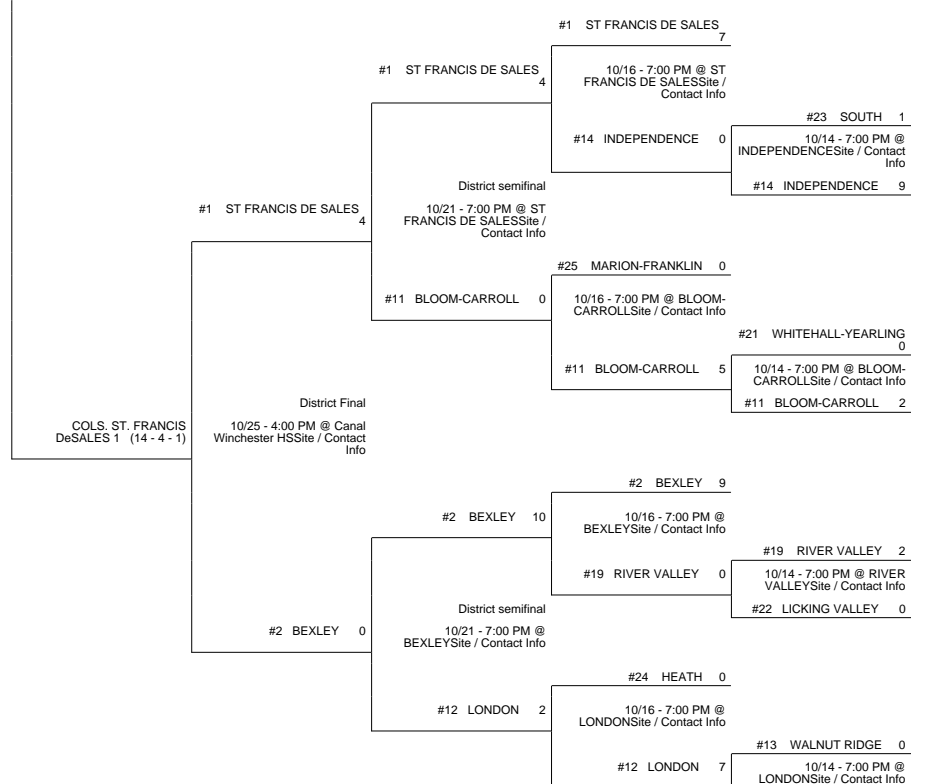 #1 ST FRANCIS DE SALES
7
#1 ST FRANCIS DE SALES
4
10/16 - 7:00 PM @ ST
FRANCIS DE SALESSite /
Contact Info
#23 SOUTH 1
#14 INDEPENDENCE 0
10/14 - 7:00 PM @
INDEPENDENCESite / Contact
Info
#14 INDEPENDENCE 9
District semifinal
#1 ST FRANCIS DE SALES
4
10/21 - 7:00 PM @ ST
FRANCIS DE SALESSite /
Contact Info
#25 MARION-FRANKLIN 0
#11 BLOOM-CARROLL 0
10/16 - 7:00 PM @ BLOOM-
CARROLLSite / Contact Info
#21 WHITEHALL-YEARLING
0
#11 BLOOM-CARROLL 5
10/14 - 7:00 PM @ BLOOM-
CARROLLSite / Contact Info
#11 BLOOM-CARROLL 2
District Final
COLS. ST. FRANCIS
DeSALES 1 (14 - 4 - 1)
10/25 - 4:00 PM @ Canal
Winchester HSSite / Contact
Info
#2 BEXLEY 9
#2 BEXLEY 10
10/16 - 7:00 PM @
BEXLEYSite / Contact Info
#19 RIVER VALLEY 2
#19 RIVER VALLEY 0
10/14 - 7:00 PM @ RIVER
VALLEYSite / Contact Info
#22 LICKING VALLEY 0
District semifinal
#2 BEXLEY 0
10/21 - 7:00 PM @
BEXLEYSite / Contact Info
#24 HEATH 0
#12 LONDON 2
10/16 - 7:00 PM @
LONDONSite / Contact Info
#13 WALNUT RIDGE 0
#12 LONDON 7
10/14 - 7:00 PM @
LONDONSite / Contact Info